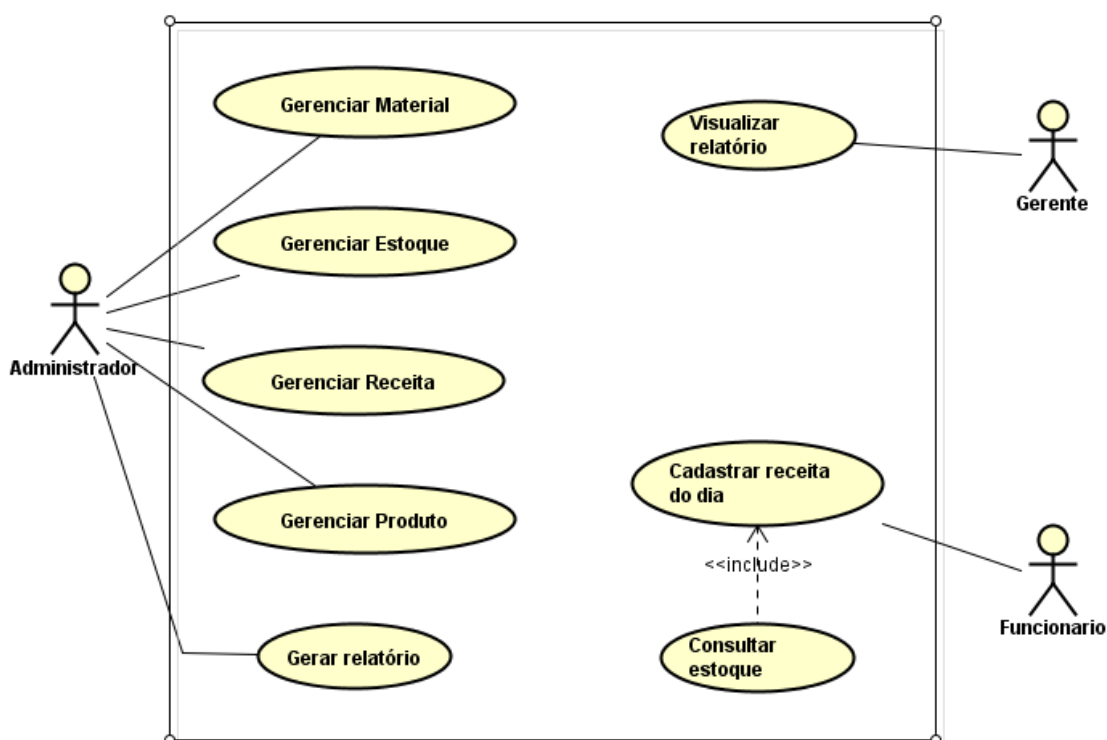 Gerenciar Material
Visualizar
relatório
Gerente
Gerenciar Estoque
Administrador
Gerenciar Receita
Cadastrar receita
do dia
Gerenciar Produto
<<include>>
Funcionario
Gerar relatório
Consultar
estoque